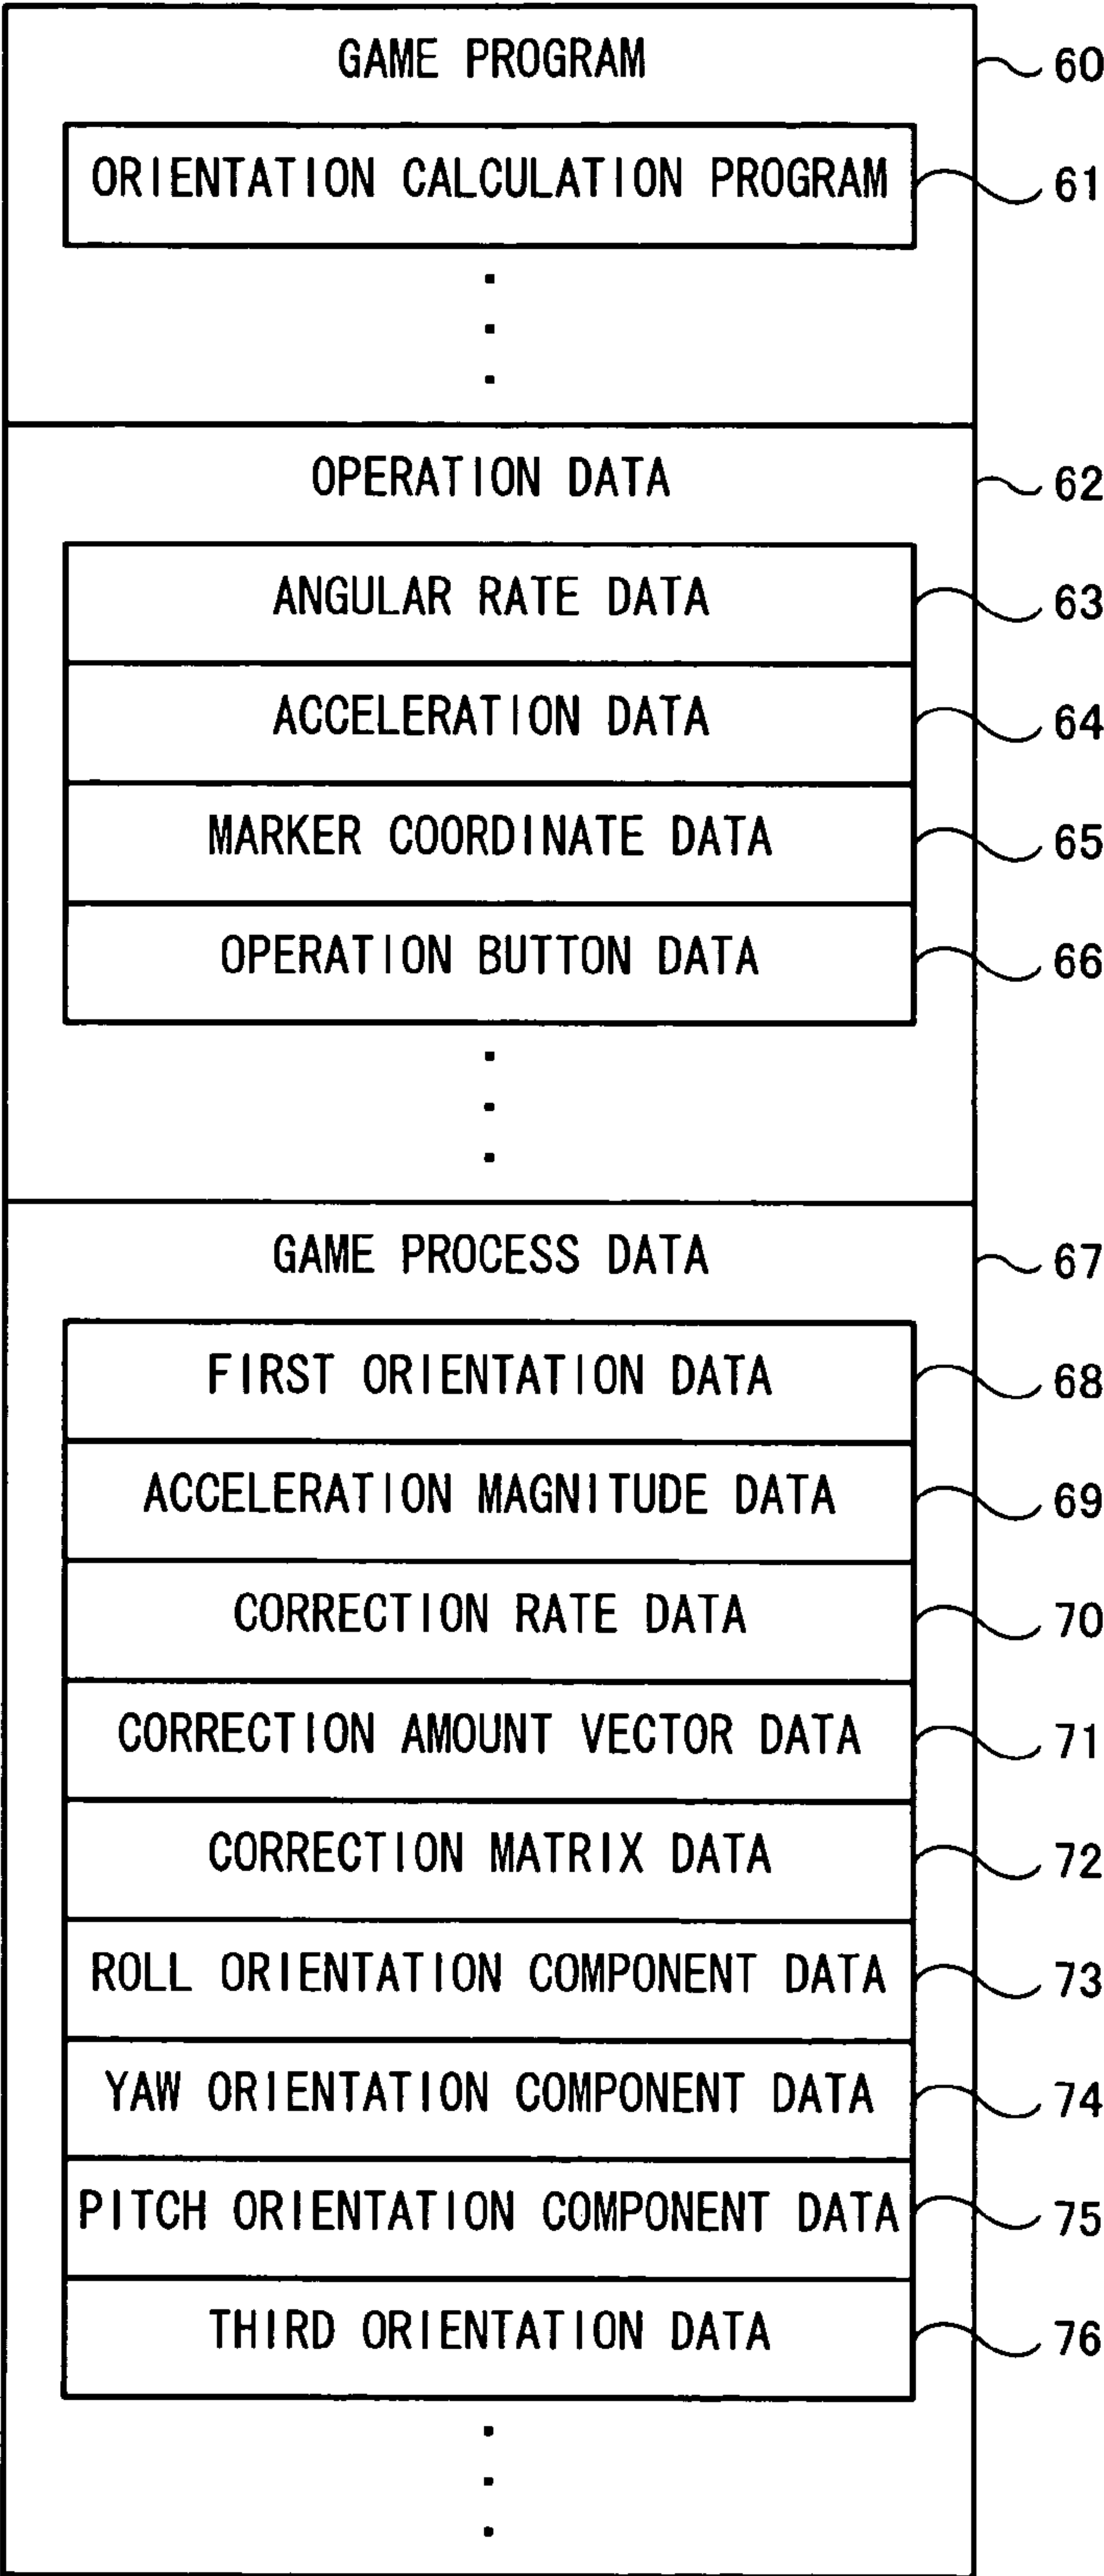 GAME PROGRAM 60
ORIENTATION CALCULATION PROGRAM 61
OPERATION DATA 62
ANGULAR RATE DATA 63
ACCELERATION DATA 64
MARKER COORDINATE DATA 65
OPERATION BUTTON DATA 66
GAME PROCESS DATA 67
FIRST ORIENTATION DATA 68
ACCELERATION MAGNITUDE DATA 69
CORRECTION RATE DATA 70
CORRECTION AMOUNT VECTOR DATA 71
CORRECTION MATRIX DATA 72
ROLL ORIENTATION COMPONENT DATA 73
YAW ORIENTATION COMPONENT DATA 74
PITCH ORIENTATION COMPONENT DATA 75
THIRD ORIENTATION DATA 76